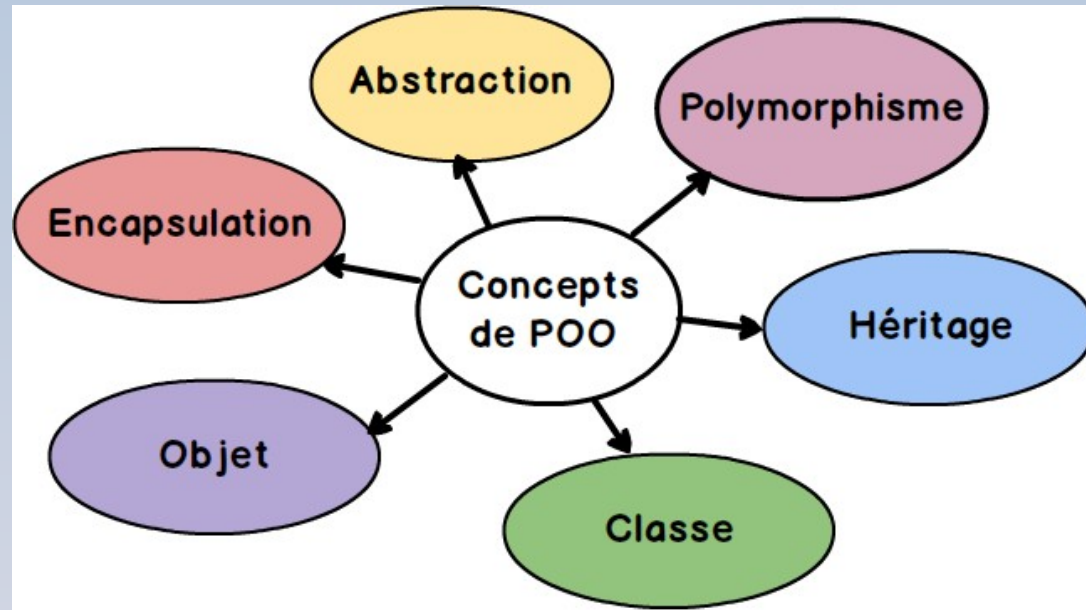 Abstraction
Polymorphisme
Encapsulation
Concepts
de POO
Héritage
Objet
Classe